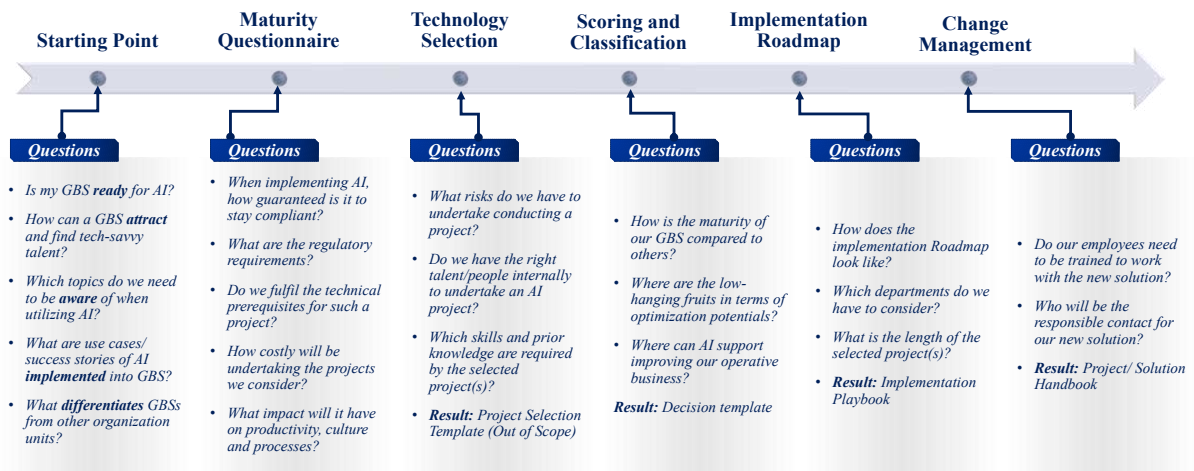 Starting Point
Maturity
Questionnaire
Technology
Selection
Scoring and
Classification
Implementation
Roadmap
Change
Management
Questions
• Is my GBS ready for AI?
• How can a GBS attract
and find tech-savvy
talent?
• Which topics do we need
to be aware of when
utilizing AI?
• What are use cases/
success stories of AI
implemented into GBS?
• What differentiates GBSs
from other organization
units?
Questions
• When implementing AI,
how guaranteed is it to
stay compliant?
• What are the regulatory
requirements?
• Do we fulfil the technical
prerequisites for such a
project?
• How costly will be
undertaking the projects
we consider?
• What impact will it have
on productivity, culture
and processes?
Questions
• What risks do we have to
undertake conducting a
project?
• Do we have the right
talent/people internally
to undertake an AI
project?
• Which skills and prior
knowledge are required
by the selected
project(s)?
• Result: Project Selection
Template (Out of Scope)
Questions
• How is the maturity of
our GBS compared to
others?
• Where are the low-
hanging fruits in terms of
optimization potentials?
• Where can AI support
improving our operative
business?
Result: Decision template
Questions
• How does the
implementation Roadmap
look like?
• Which departments do we
have to consider?
• What is the length of the
selected project(s)?
• Result: Implementation
Playbook
Questions
• Do our employees need
to be trained to work
with the new solution?
• Who will be the
responsible contact for
our new solution?
• Result: Project/ Solution
Handbook